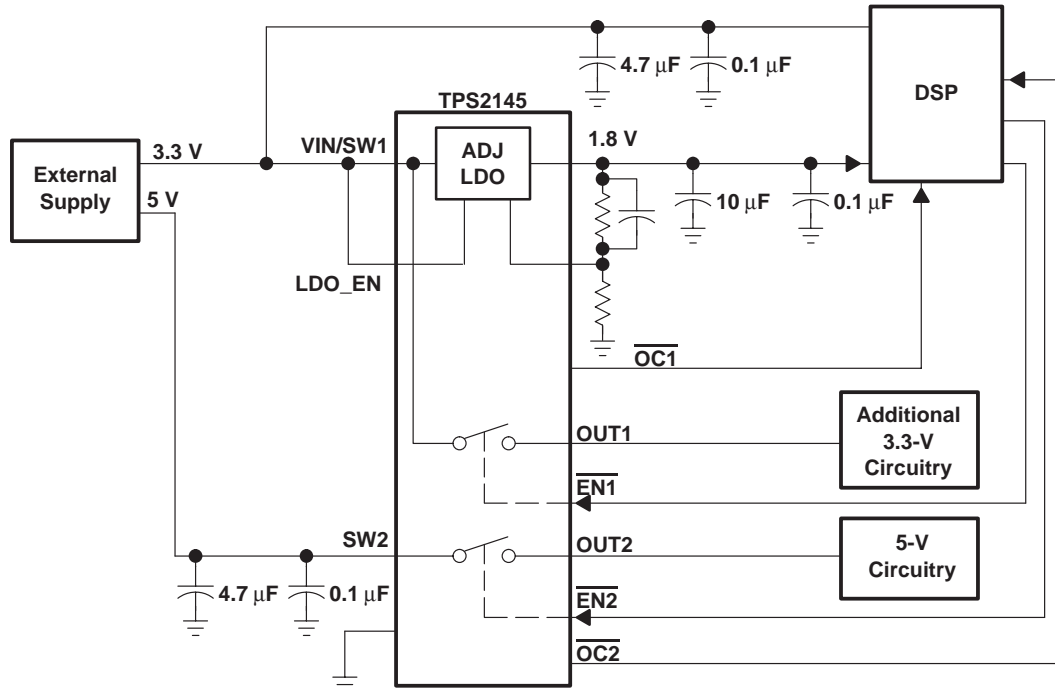 4.7 μF
0.1 μF
DSP
TPS2145
External
Supply
3.3 V
5 V
VIN/SW1
ADJ
LDO
1.8 V
10 μF
0.1 μF
LDO_EN
OC1
Additional
3.3-V
Circuitry
OUT1
EN1
SW2
OUT2
5-V
Circuitry
4.7 μF
0.1 μF
EN2
OC2